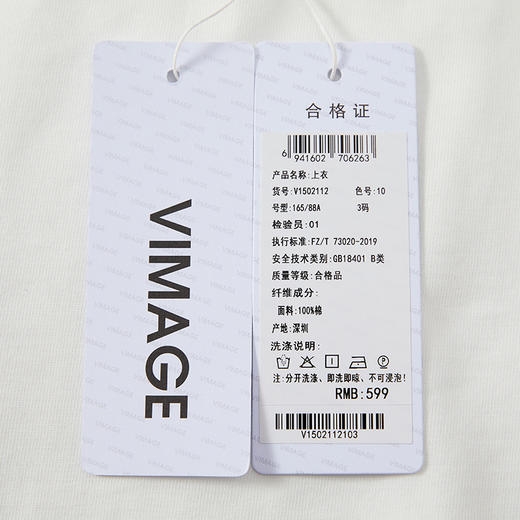 VIMAGE
合格证
6 941602 706263
产品名称:上衣
货号:V1502112 色号:10
号型:165/88A 3码
检验员:01
执行标准:FZ/T 73020-2019
安全技术类别:GB18401 B类
质量等级:合格品
纤维成分:
面料:100%棉
产地:深圳
洗涤说明:
注:分开洗涤、即洗即晾、不可浸泡!
RMB:599
V1502112103